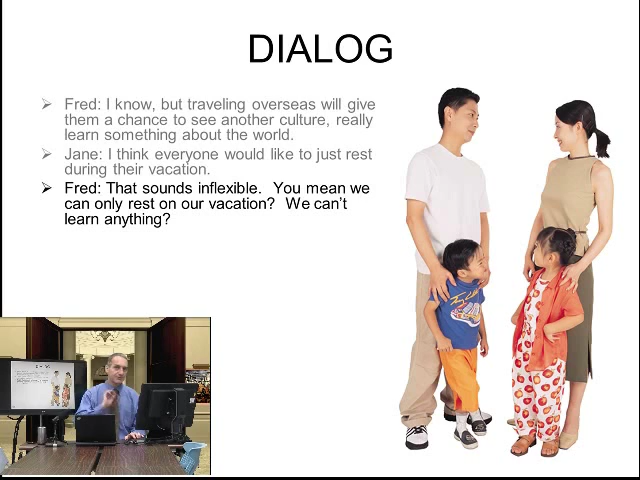 DIALOG
Fred: I know, but traveling overseas will give
them a chance to see another culture, really
learn something about the world.
Jane: I think everyone would like to just rest
during their vacation.
Fred: That sounds inflexible. You mean we
can only rest on our vacation? We can't
learn anything?